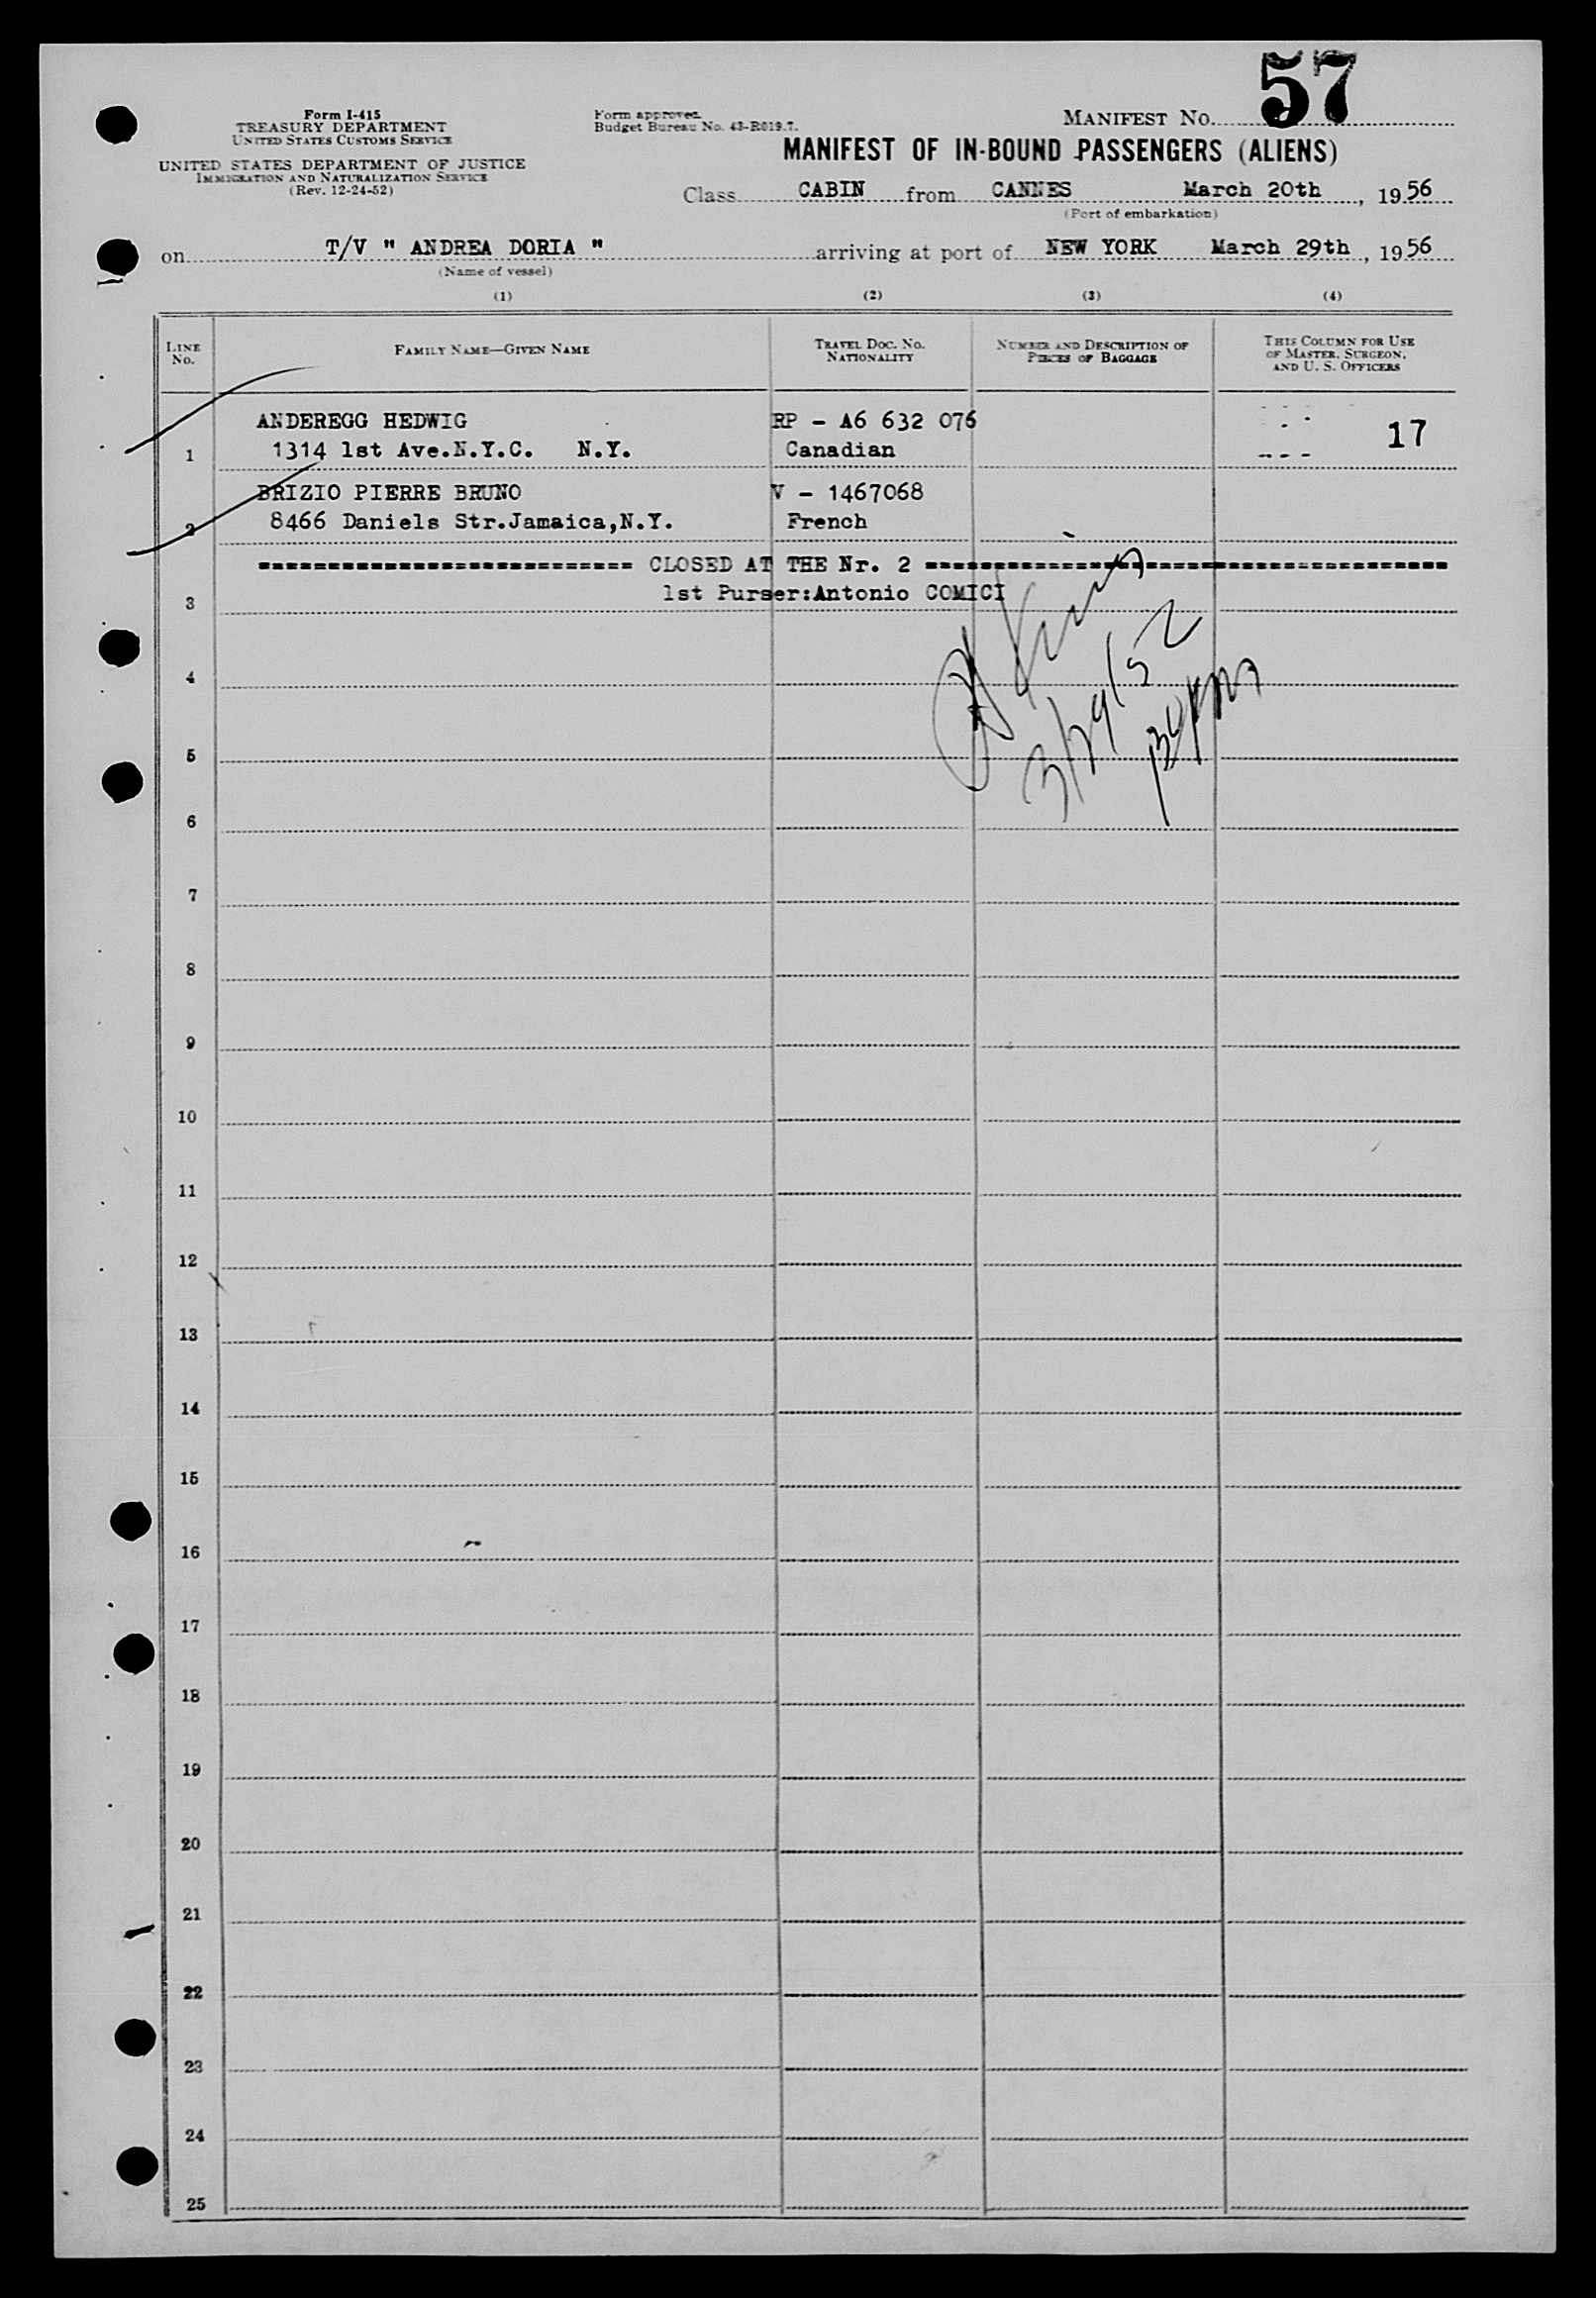 57
Form I-415
TREASURY DEPARTMENT
UNITED STATES CUSTOMS SERVICE
UNITED STATES DEPARTMENT OF JUSTICE
IMMIGRATION AND NATURALIZATION SERVICE
(Rev. 12-24-52)
Form approved.
Budget Bureau No. 43-R019.7.
MANIFEST NO.
MANIFEST OF IN-BOUND PASSENGERS (ALIENS)
Class CABIN from CANNES March 20th, 1956
(Port of embarkation)
on T/V " ANDREA DORIA " arriving at port of NEW YORK March 29th, 1956
(Name of vessel)
(1) (2) (3) (4)
LINE NO.
FAMILY NAME—GIVEN NAME
TRAVEL DOC. NO.
NATIONALITY
NUMBER AND DESCRIPTION OF
PIECES OF BAGGAGE
THIS COLUMN FOR USE
OF MASTER, SURGEON,
AND U. S. OFFICERS
ANDEREGG HEDWIG RP - A6 632 076
1 1314 1st Ave.N.Y.C. N.Y. Canadian 17
BRIZIO PIERRE BRUNO V - 1467068
2 8466 Daniels Str.Jamaica,N.Y. French
=========================== CLOSED AT THE Nr. 2 ======================================
3 1st Purser:Antonio COMICI
3/29/52
4
5
6
7
8
9
10
11
12
13
14
15
16
17
18
19
20
21
22
23
24
25